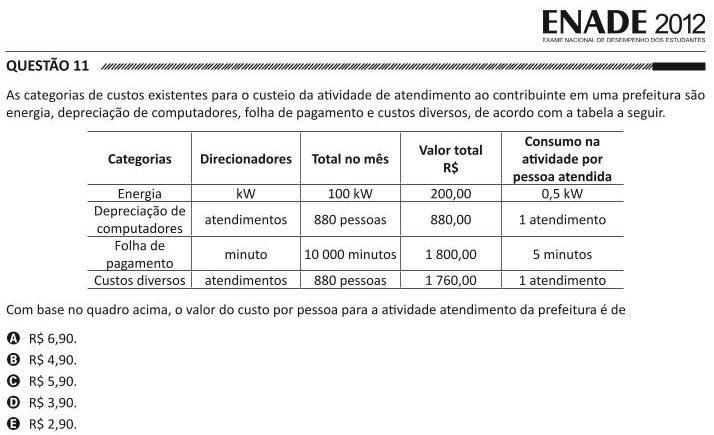 ENADE 2012
EXAME NACIONAL DE DESEMPENHO DOS ESTUDANTES
QUESTÃO 11
As categorias de custos existentes para o custeio da atividade de atendimento ao contribuinte em uma prefeitura são
energia, depreciação de computadores, folha de pagamento e custos diversos, de acordo com a tabela a seguir.
Categorias Direcionadores Total no mês Valor total R$ Consumo na atividade por pessoa atendida
Energia kW 100 kW 200,00 0,5 kW
Depreciação de computadores atendimentos 880 pessoas 880,00 1 atendimento
Folha de pagamento minuto 10 000 minutos 1 800,00 5 minutos
Custos diversos atendimentos 880 pessoas 1 760,00 1 atendimento
Com base no quadro acima, o valor do custo por pessoa para a atividade atendimento da prefeitura é de
A R$ 6,90.
B R$ 4,90.
C R$ 5,90.
D R$ 3,90.
E R$ 2,90.